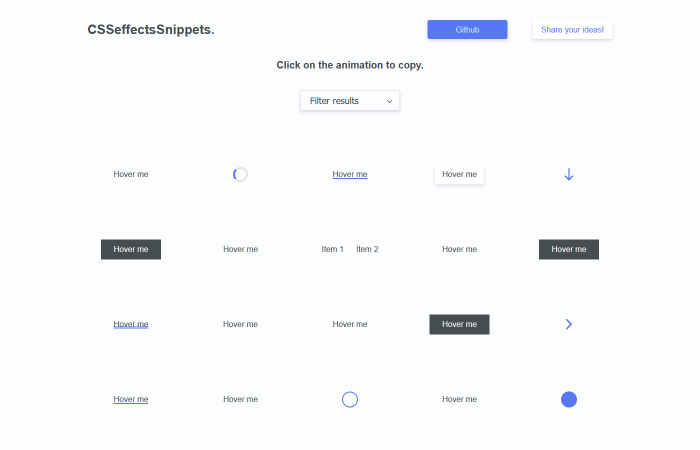 CSSeffectsSnippets.
Github
Share your ideas!
Click on the animation to copy.
Filter results
Hover me
Hover me
Hover me
Hover me
Hover me
Item 1 Item 2
Hover me
Hover me
Hover me
Hover me
Hover me
Hover me
Hover me
Hover me
Hover me